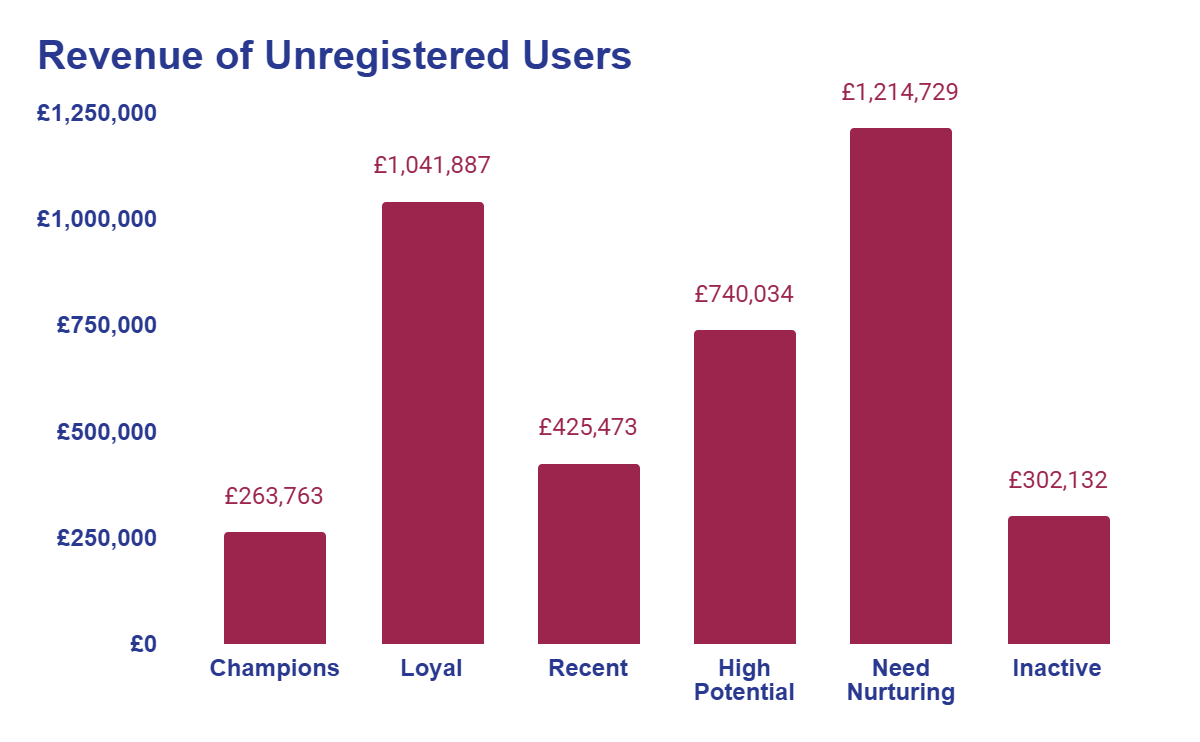 Revenue of Unregistered Users
£1,250,000
£1,000,000
£750,000
£500,000
£250,000
£0
£263,763
£1,041,887
£425,473
£740,034
£1,214,729
£302,132
Champions
Loyal
Recent
High
Potential
Need
Nurturing
Inactive